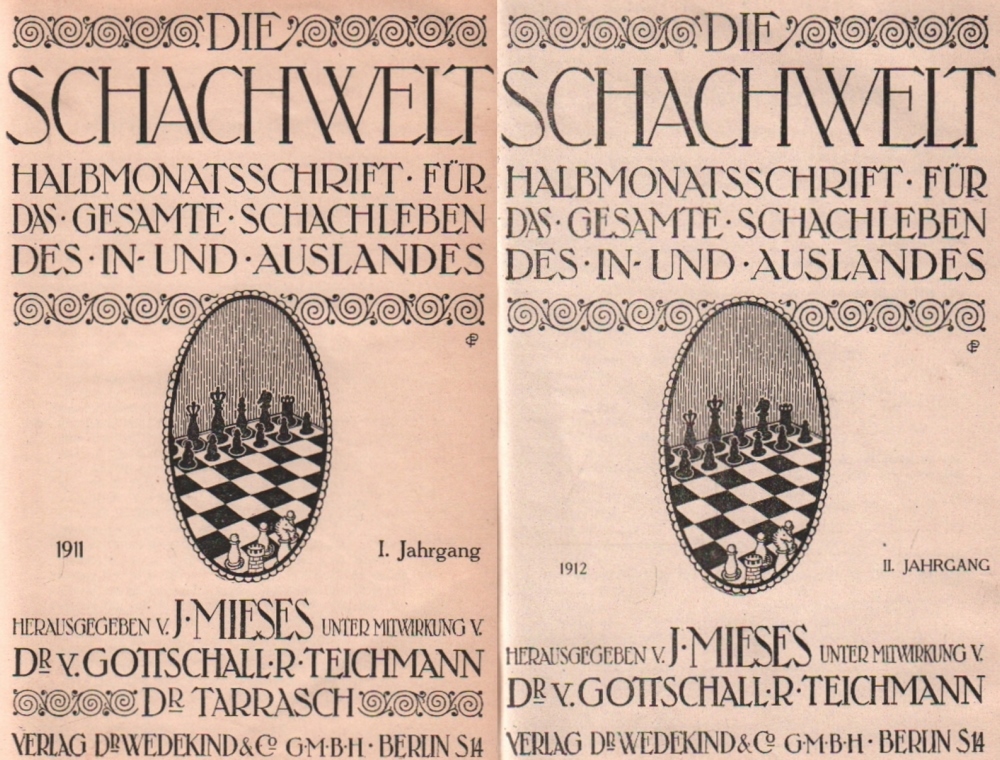 DIE
SCHACHWELT
HALBMONATSSCHRIFT · FÜR
DAS · GESAMTE · SCHACHLEBEN
DES · IN- UND · AUSLANDES
1911
I. Jahrgang
HERAUSGEGEBEN V. J·MIESES UNTER MITWIRKUNG V.
DR V. GOTTSCHALL·R·TEICHMANN
DR TARRASCH
VERLAG DR WEDEKIND & Co G·M·B·H · BERLIN S14
DIE
SCHACHWELT
HALBMONATSSCHRIFT · FÜR
DAS · GESAMTE · SCHACHLEBEN
DES · IN- UND · AUSLANDES
1912
II. JAHRGANG
HERAUSGEGEBEN V. J·MIESES UNTER MITWIRKUNG V.
DR V. GOTTSCHALL·R·TEICHMANN
VERLAG DR WEDEKIND & Co G·M·B·H · BERLIN S14